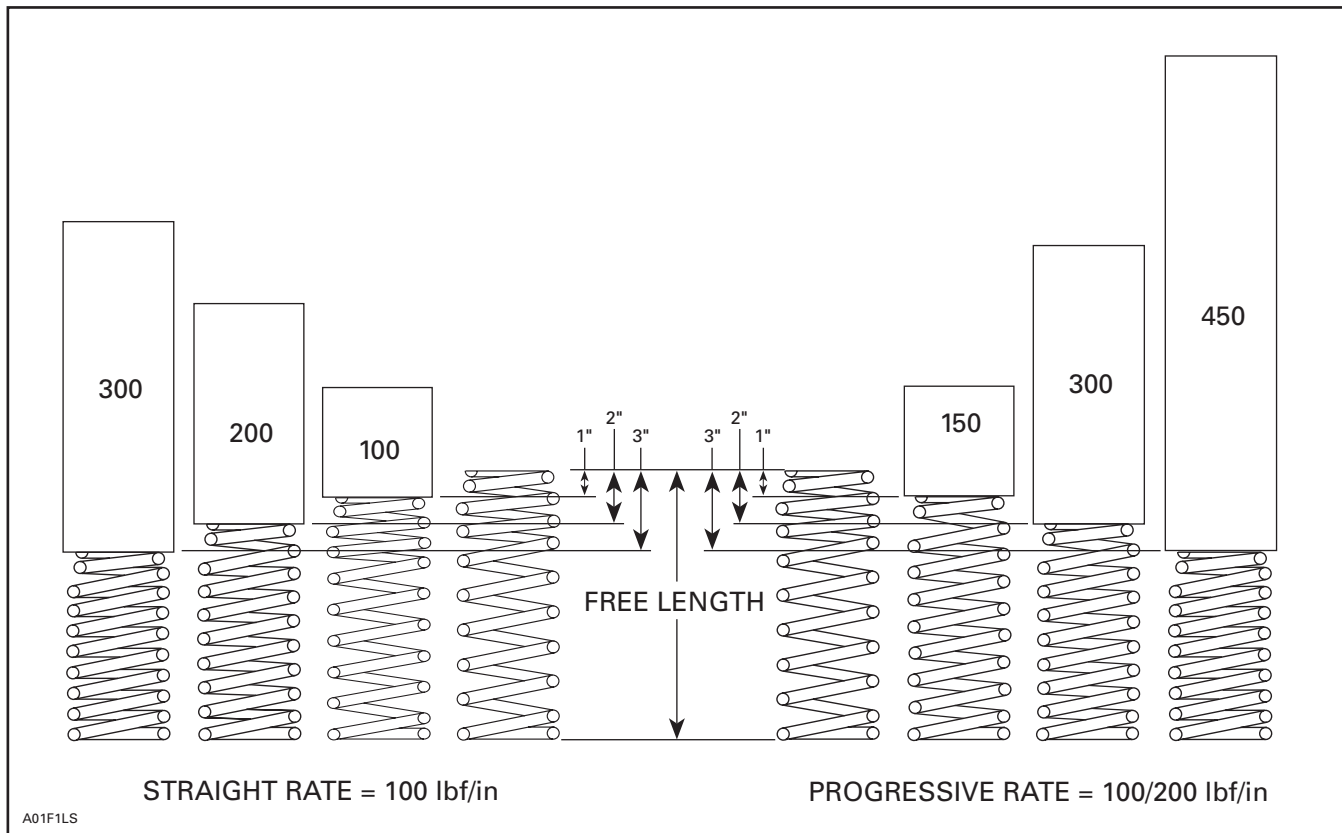 450
300
300
200
150
100
2" 2"
1" 3" 3" 1"
FREE LENGTH
STRAIGHT RATE = 100 lbf/in
PROGRESSIVE RATE = 100/200 lbf/in
A01F1LS